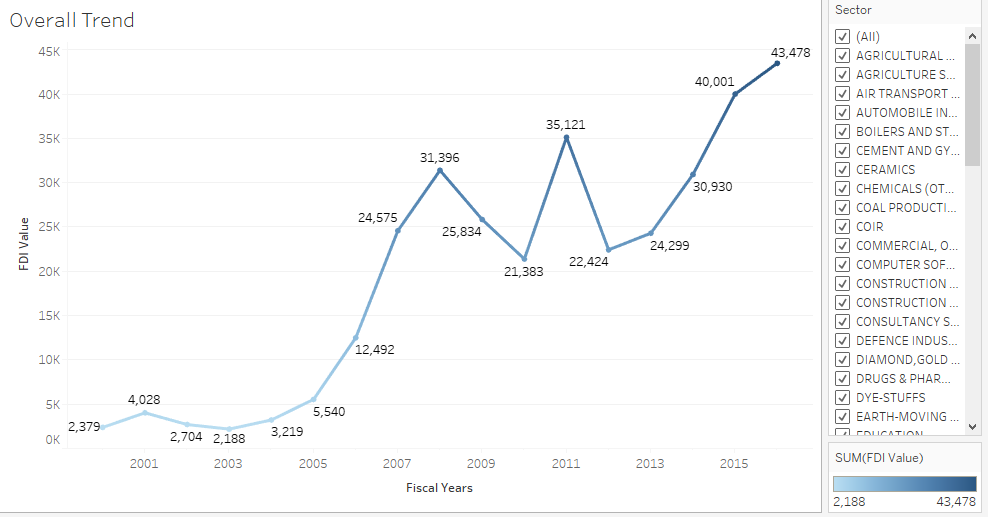 Overall Trend
45K
40K
35K
30K
25K
20K
15K
10K
5K
0K
FDI Value
2,379
4,028
2,704
2,188
3,219
5,540
12,492
24,575
31,396
25,834
21,383
35,121
22,424
24,299
30,930
40,001
43,478
2001
2003
2005
2007
2009
2011
2013
2015
Fiscal Years
Sector
(All)
AGRICULTURAL ...
AGRICULTURE S...
AIR TRANSPORT ...
AUTOMOBILE IN...
BOILERS AND ST...
CEMENT AND GY...
CERAMICS
CHEMICALS (OT...
COAL PRODUCTI...
COIR
COMMERCIAL, O...
COMPUTER SOF...
CONSTRUCTION ...
CONSTRUCTION ...
CONSULTANCY S...
DEFENCE INDUS...
DIAMOND,GOLD ...
DRUGS & PHAR...
DYE-STUFFS
EARTH-MOVING ...
EDUCATION
SUM(FDI Value)
2,188
43,478